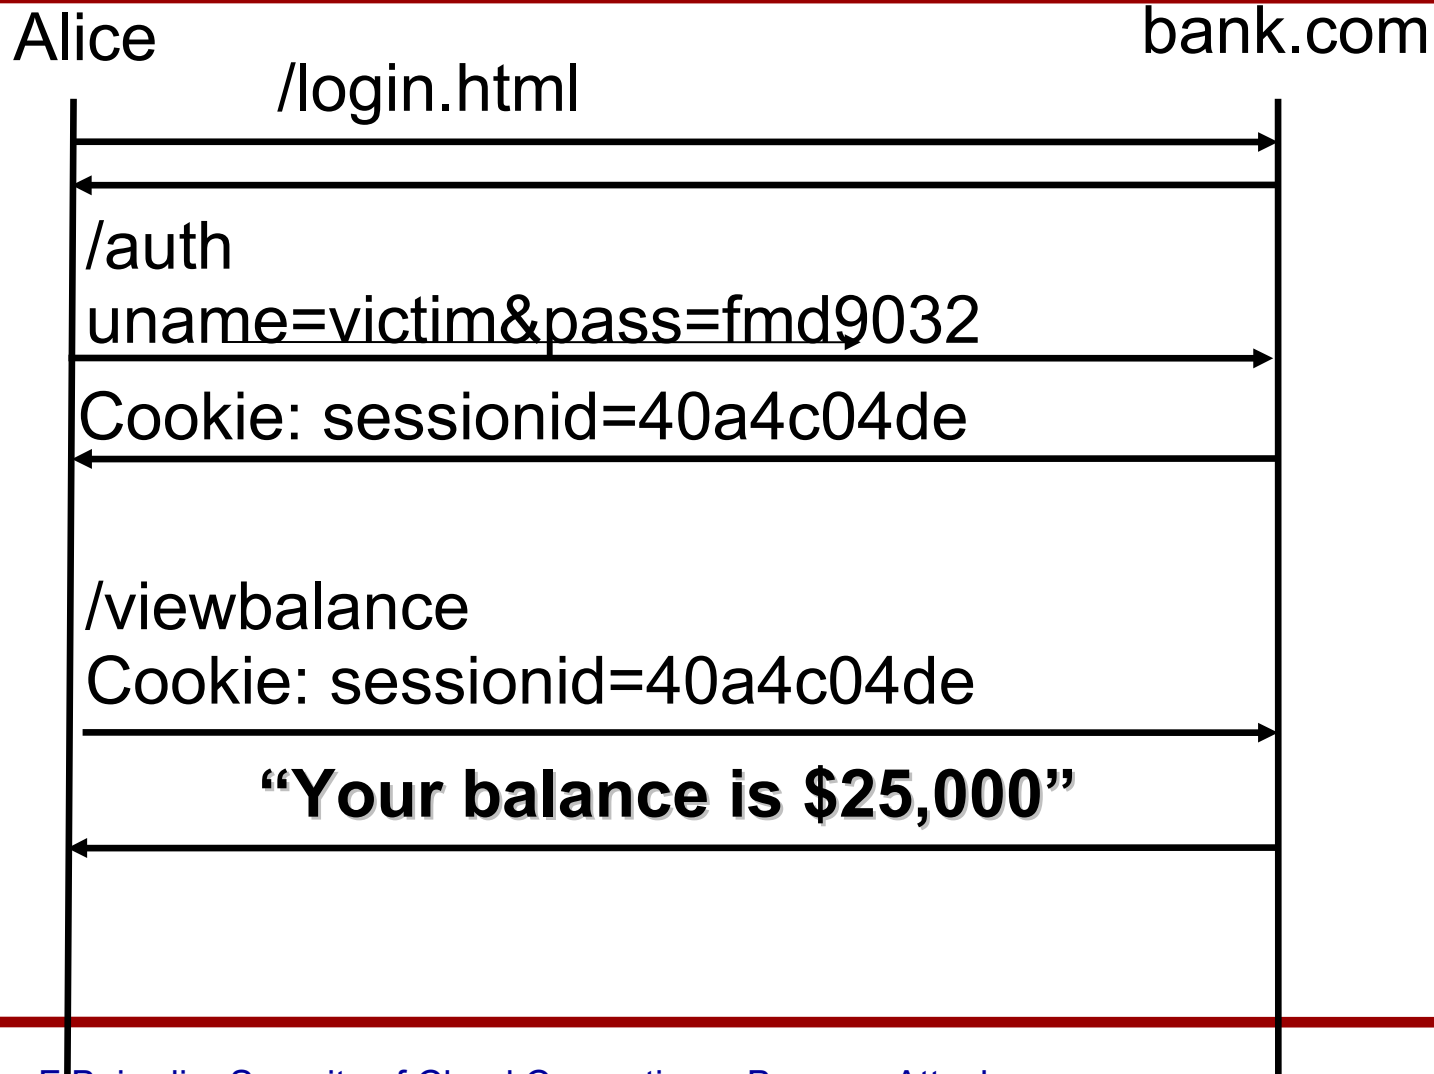 Alice
bank.com
/login.html
/auth
uname=victim&pass=fmd9032
Cookie: sessionid=40a4c04de
/viewbalance
Cookie: sessionid=40a4c04de
“Your balance is $25,000”